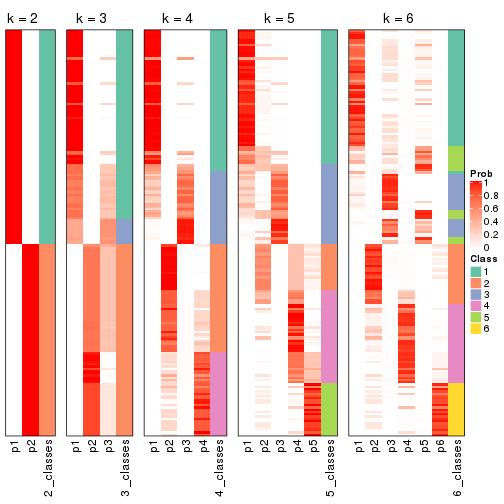 k = 2
k = 3
k = 4
k = 5
k = 6
Prob
1
0.8
0.6
0.4
0.2
0
Class
1
2
3
4
5
6
p1
p2
2_classes
p1
p2
p3
3_classes
p1
p2
p3
p4
4_classes
p1
p2
p3
p4
p5
5_classes
p1
p2
p3
p4
p5
p6
6_classes